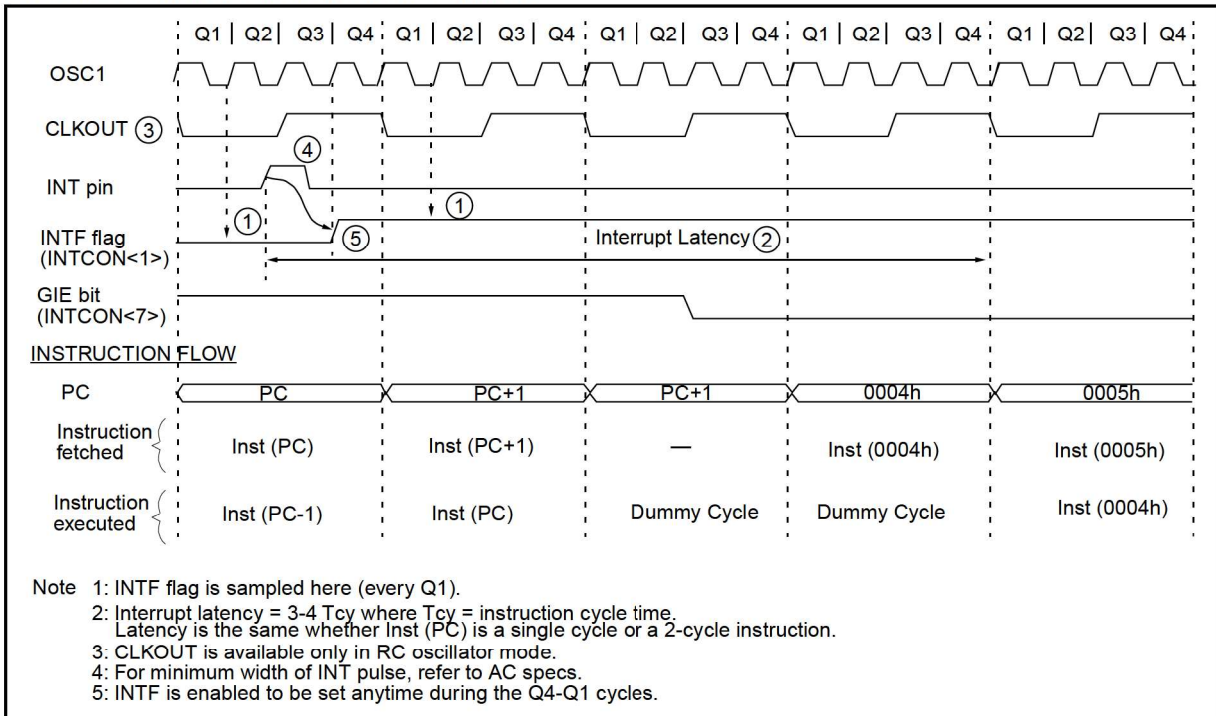 Q1 | Q2 | Q3 | Q4 Q1 | Q2 | Q3 | Q4 Q1 | Q2 | Q3 | Q4 Q1 | Q2 | Q3 | Q4 Q1 | Q2 | Q3 | Q4
OSC1
CLKOUT ③
④
INT pin
① ①
INTF flag
(INTCON<1>)
⑤
Interrupt Latency ②
GIE bit
(INTCON<7>)
INSTRUCTION FLOW
PC PC PC+1 PC+1 0004h 0005h
Instruction
fetched
Inst (PC) Inst (PC+1) — Inst (0004h) Inst (0005h)
Instruction
executed
Inst (PC-1) Inst (PC) Dummy Cycle Dummy Cycle Inst (0004h)
Note 1: INTF flag is sampled here (every Q1).
2: Interrupt latency = 3-4 Tcy where Tcy = instruction cycle time.
Latency is the same whether Inst (PC) is a single cycle or a 2-cycle instruction.
3: CLKOUT is available only in RC oscillator mode.
4: For minimum width of INT pulse, refer to AC specs.
5: INTF is enabled to be set anytime during the Q4-Q1 cycles.